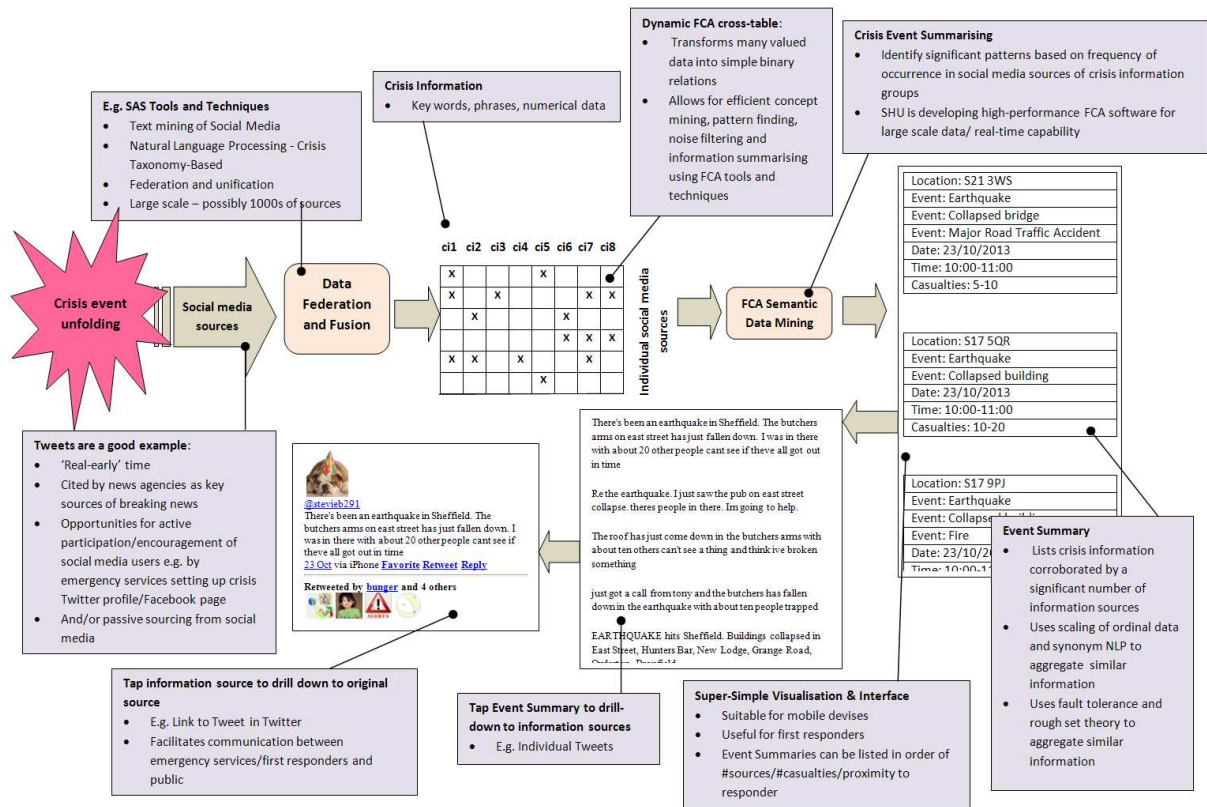 Dynamic FCA cross-table:
• Transforms many valued
data into simple binary
relations
• Allows for efficient concept
mining, pattern finding,
noise filtering and
information summarising
using FCA tools and
techniques
Crisis Event Summarising
• Identify significant patterns based on frequency of
occurrence in social media sources of crisis information
groups
• SHU is developing high-performance FCA software for
large scale data/ real-time capability
Crisis Information
• Key words, phrases, numerical data
E.g. SAS Tools and Techniques
• Text mining of Social Media
• Natural Language Processing - Crisis
Taxonomy-Based
• Federation and unification
• Large scale – possibly 1000s of sources
Crisis event
unfolding
Social media
sources
Data
Federation
and Fusion
ci1 ci2 ci3 ci4 ci5 ci6 ci7 ci8
X X
X X X X
X X
X X X
X X X X
X
Individual social media
sources
FCA Semantic
Data Mining
Location: S21 3WS
Event: Earthquake
Event: Collapsed bridge
Event: Major Road Traffic Accident
Date: 23/10/2013
Time: 10:00-11:00
Casualties: 5-10
Location: S17 5QR
Event: Earthquake
Event: Collapsed building
Date: 23/10/2013
Time: 10:00-11:00
Casualties: 10-20
Location: S17 9PJ
Event: Earthquake
Event: Collapsed
Event: Fire
Date: 23/10/20
Time: 10:00-1
Tweets are a good example:
• ‘Real-early’ time
• Cited by news agencies as key
sources of breaking news
• Opportunities for active
participation/encouragement of
social media users e.g. by
emergency services setting up crisis
Twitter profile/Facebook page
• And/or passive sourcing from social
media
@stevieb291
There's been an earthquake in Sheffield. The
butchers arms on east street has just fallen down. I
was in there with about 20 other people cant see if
theve all got out in time
23 Oct via iPhone Favorite Retweet Reply
Retweeted by bunger and 4 others
ALERTS
There's been an earthquake in Sheffield. The butchers
arms on east street has just fallen down. I was in there
with about 20 other people cant see if theve all got out
in time
Re the earthquake. I just saw the pub on east street
collapse. theres people in there. Im going to help.
The roof has just come down in the butchers arms with
about ten others can't see a thing and think ive broken
something
just got a call from tony and the butchers has fallen
down in the earthquake with about ten people trapped
EARTHQUAKE hits Sheffield. Buildings collapsed in
East Street, Hunters Bar, New Lodge, Grange Road,
Event Summary
• Lists crisis information
corroborated by a
significant number of
information sources
• Uses scaling of ordinal data
and synonym NLP to
aggregate similar
information
• Uses fault tolerance and
rough set theory to
aggregate similar
information
Tap information source to drill down to original
source
• E.g. Link to Tweet in Twitter
• Facilitates communication between
emergency services/first responders and
public
Tap Event Summary to drill-
down to information sources
• E.g. Individual Tweets
Super-Simple Visualisation & Interface
• Suitable for mobile devises
• Useful for first responders
• Event Summaries can be listed in order of
#sources/#casualties/proximity to
responder